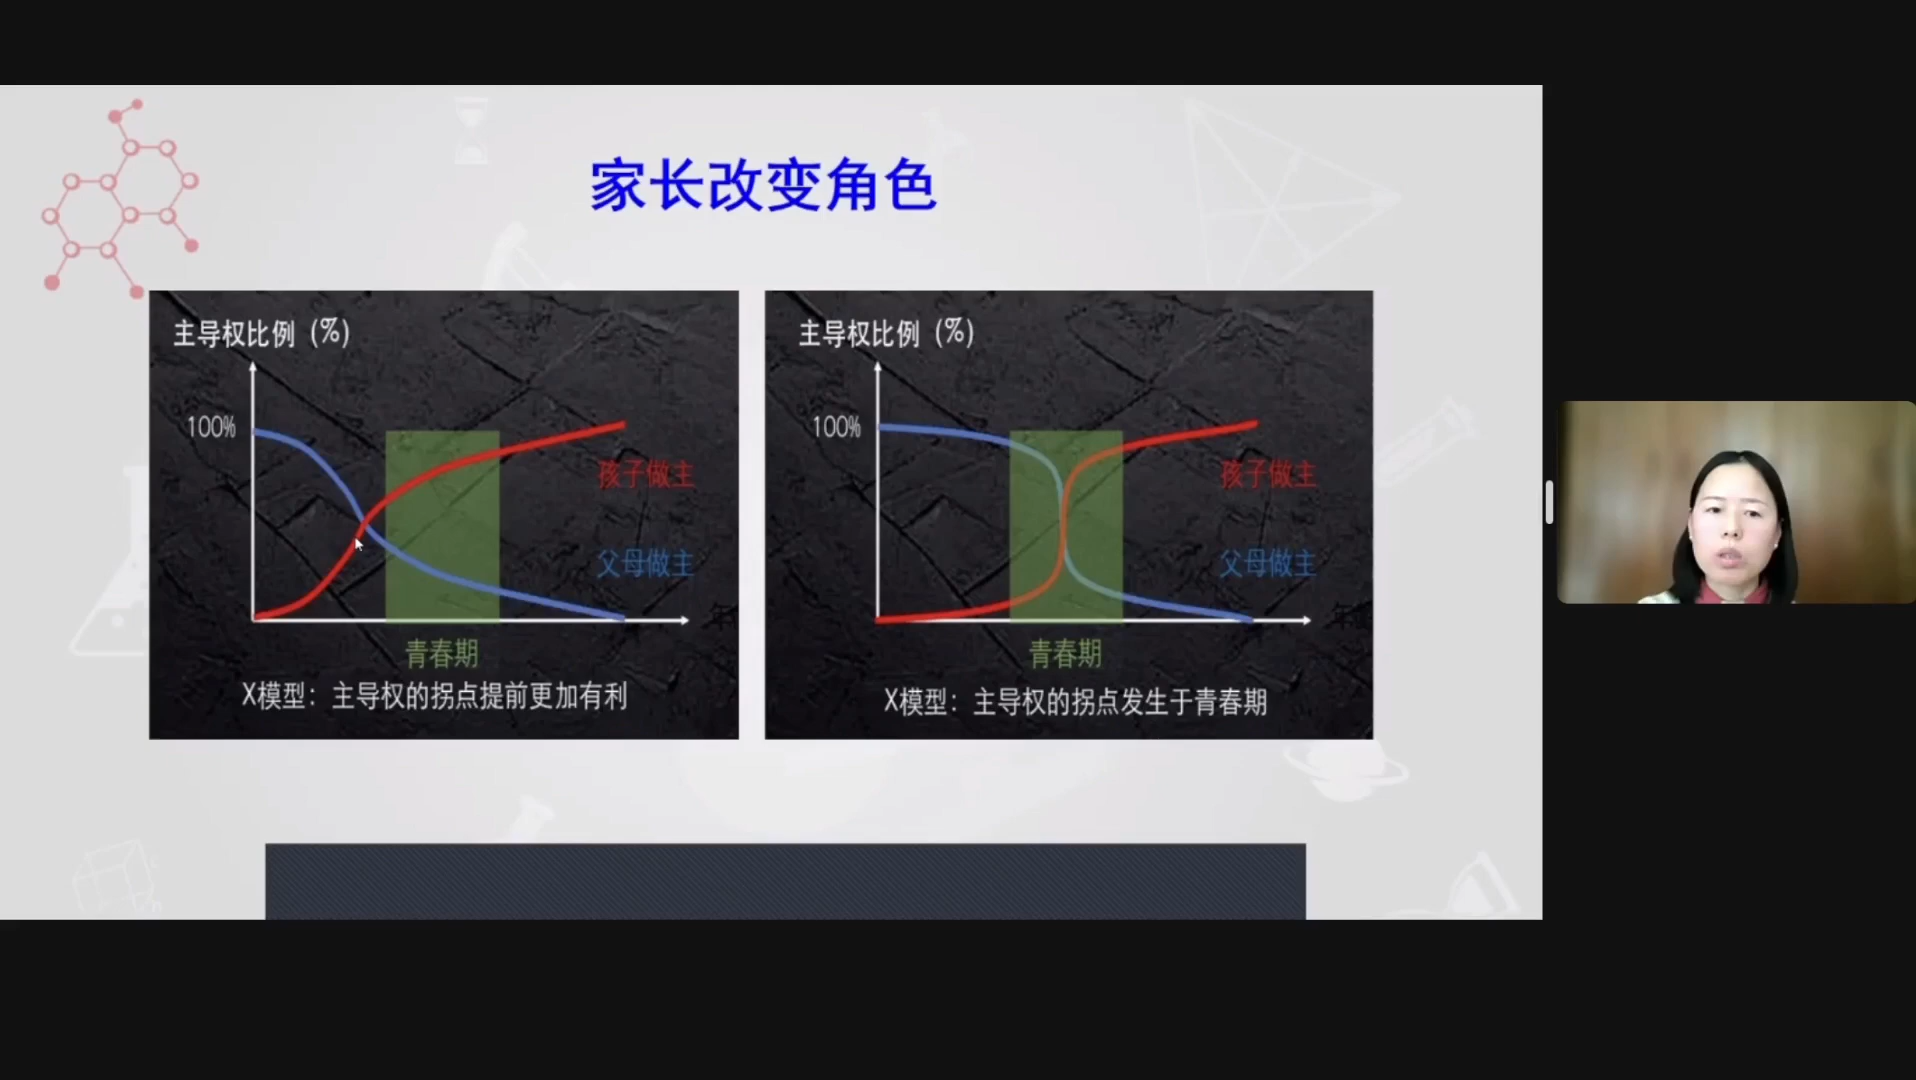 家长改变角色
主导权比例 (%)
100%
孩子做主
父母做主
青春期
X模型：主导权的拐点提前更加有利
主导权比例 (%)
100%
孩子做主
父母做主
青春期
X模型：主导权的拐点发生于青春期